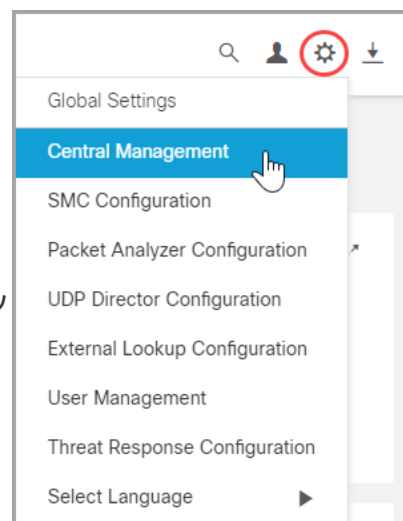 Global Settings
Central Management
SMC Configuration
Packet Analyzer Configuration
UDP Director Configuration
External Lookup Configuration
User Management
Threat Response Configuration
Select Language